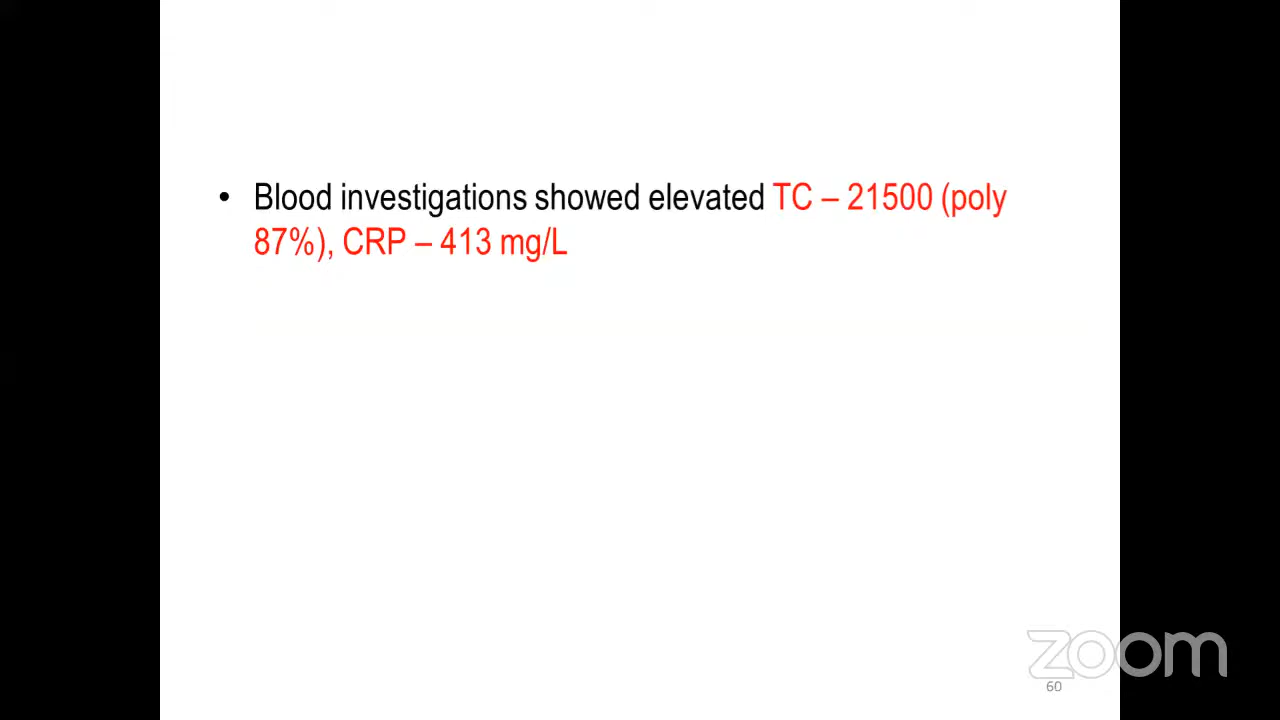 • Blood investigations showed elevated TC – 21500 (poly
87%), CRP – 413 mg/L
zoom
60